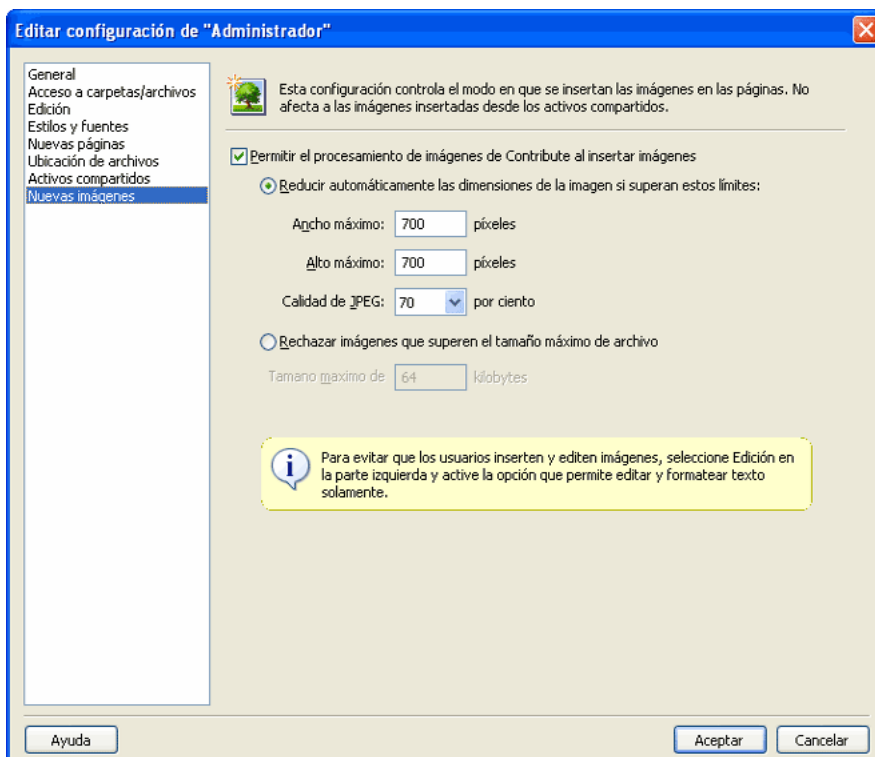 Editar configuración de "Administrador"
General
Acceso a carpetas/archivos
Edición
Estilos y fuentes
Nuevas páginas
Ubicación de archivos
Activos compartidos
Nuevas imágenes
Esta configuración controla el modo en que se insertan las imágenes en las páginas. No
afecta a las imágenes insertadas desde los activos compartidos.
Permitir el procesamiento de imágenes de Contribute al insertar imágenes
Reducir automáticamente las dimensiones de la imagen si superan estos límites:
Ancho máximo: 700 píxeles
Alto máximo: 700 píxeles
Calidad de JPEG: 70 por ciento
Rechazar imágenes que superen el tamaño máximo de archivo
Tamano maximo de 64 kilobytes
Para evitar que los usuarios inserten y editen imágenes, seleccione Edición en
la parte izquierda y active la opción que permite editar y formatear texto
solamente.
Ayuda
Aceptar
Cancelar